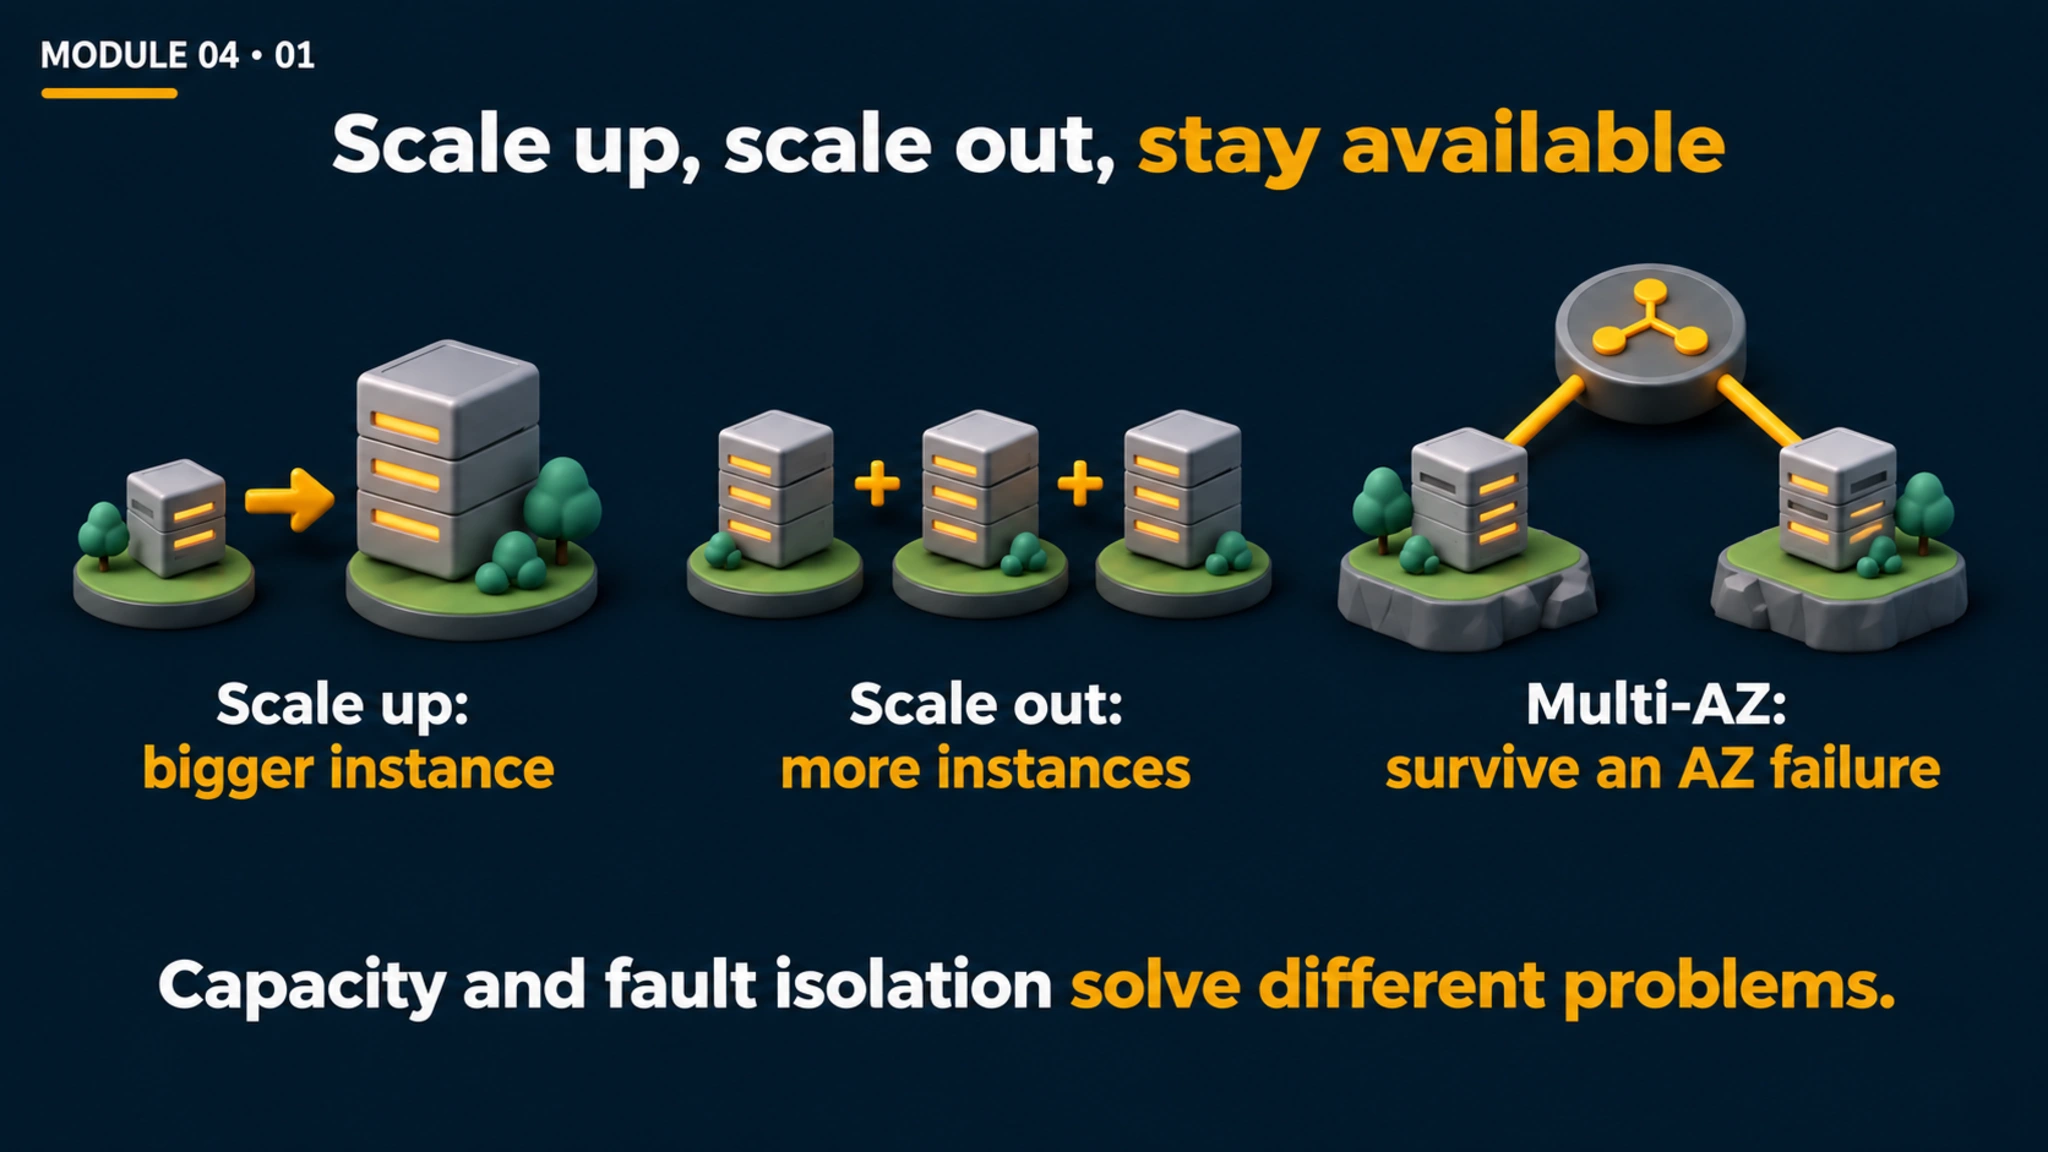 MODULE 04 • 01
Scale up, scale out, stay available
Scale up:
bigger instance
Scale out:
more instances
Multi-AZ:
survive an AZ failure
Capacity and fault isolation solve different problems.